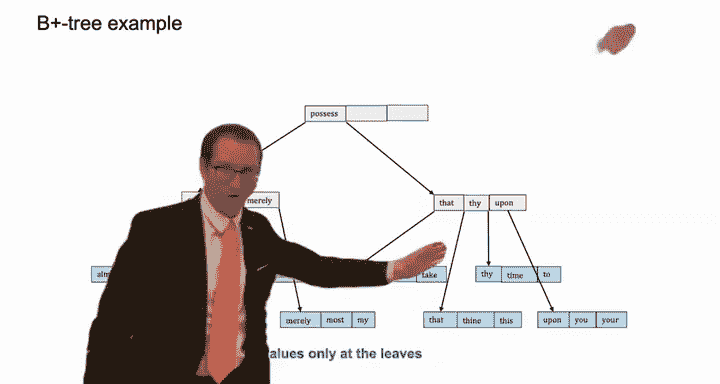 B+-tree example
possess
merely
that thy upon
take
thy time to
merely most my
that thine this
upon you your
only at the leaves